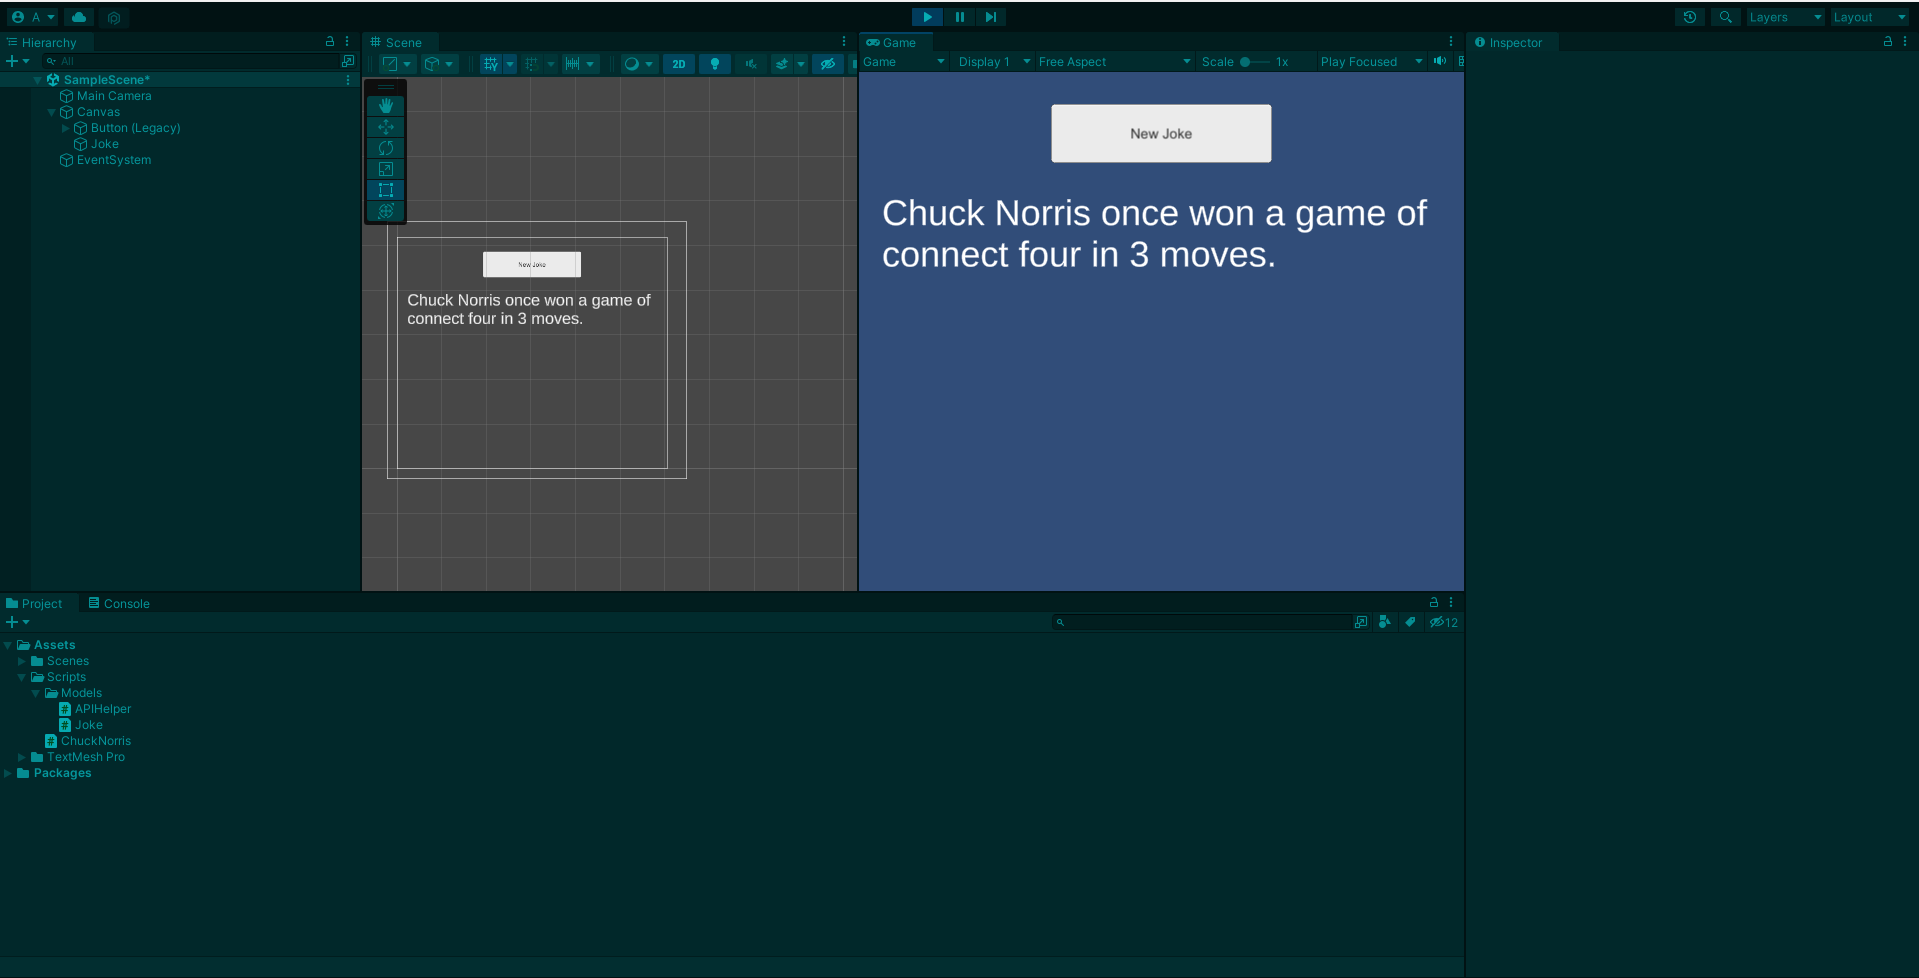 A
Layers
Layout
Hierarchy
All
SampleScene*
Main Camera
Canvas
Button (Legacy)
Joke
EventSystem
Scene
2D
New Joke
Chuck Norris once won a game of
connect four in 3 moves.
Game
Game
Display 1
Free Aspect
Scale
1x
Play Focused
New Joke
Chuck Norris once won a game of
connect four in 3 moves.
Inspector
Project
Console
12
Assets
Scenes
Scripts
Models
APIHelper
Joke
ChuckNorris
TextMesh Pro
Packages